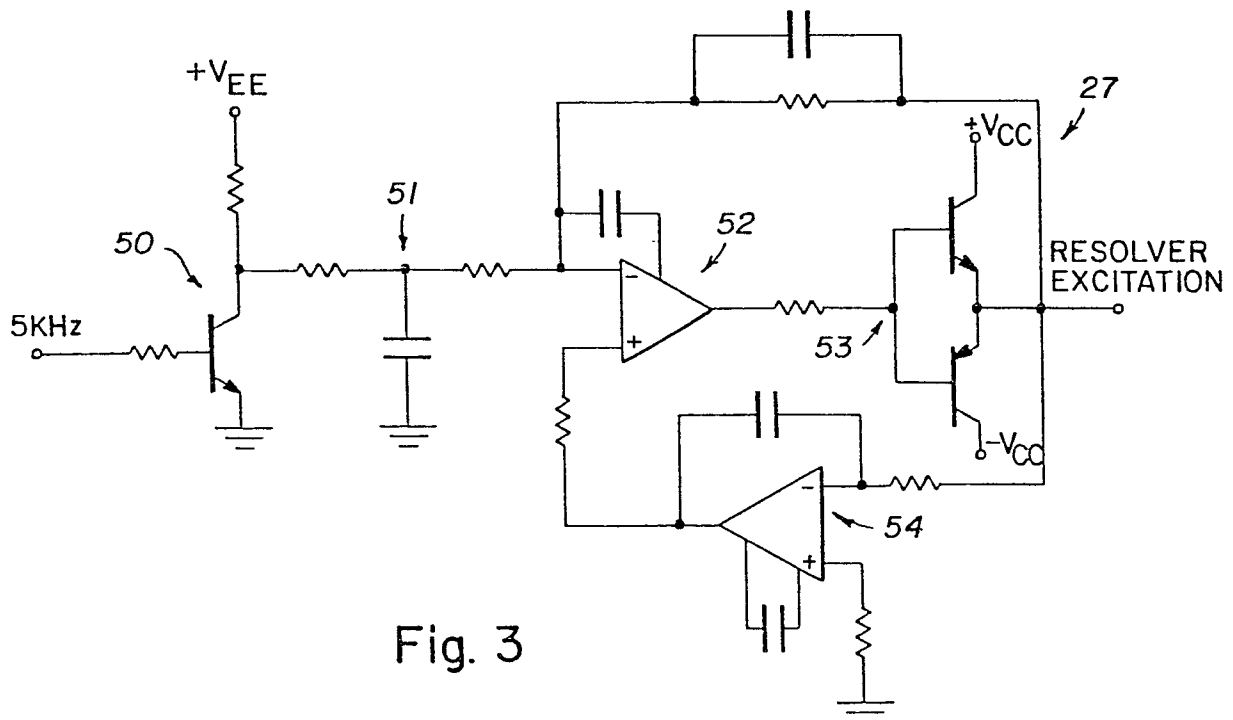 +VEE
27
+VCC
51
52
50
RESOLVER
EXCITATION
5KHz
53
-VCC
-
+
-
+
54
Fig. 3